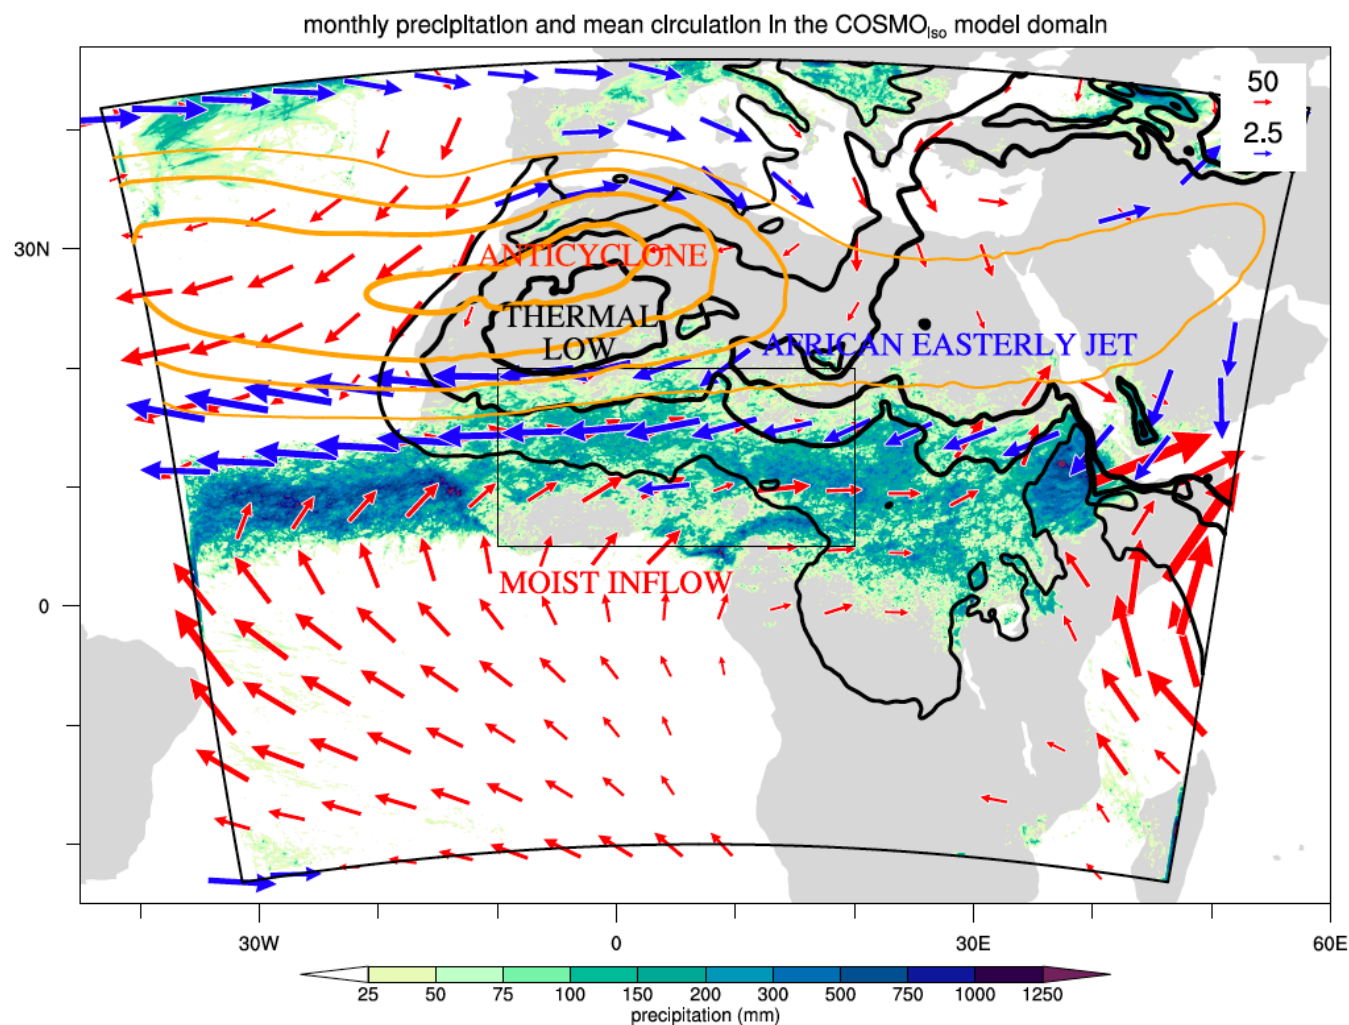 monthly precipitation and mean circulation in the COSMOiso model domain
50
2.5
30N
ANTICYCLONE
THERMAL
LOW
AFRICAN EASTERLY JET
MOIST INFLOW
0
30W
0
30E
60E
25 50 75 100 150 200 300 500 750 1000 1250
precipitation (mm)